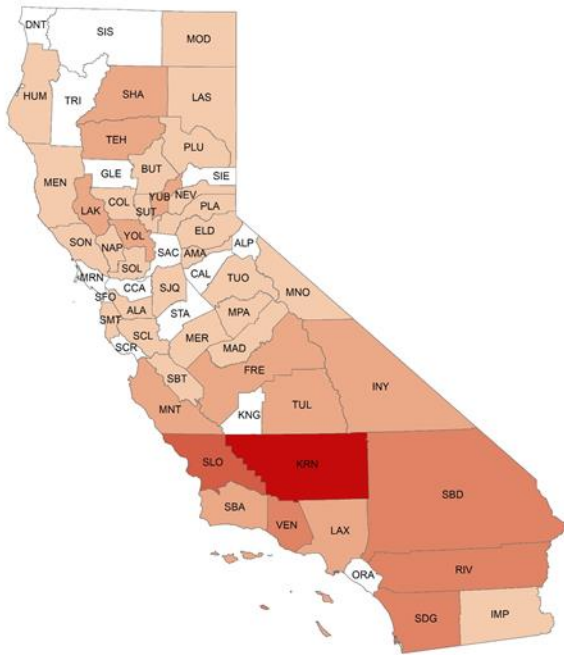 DNT
SIS
MOD
HUM
TRI
SHA
LAS
TEH
PLU
GLE
BUT
SIE
MEN
COL
YUB
NEV
LAK
SUT
PLA
YOL
ELD
SON
NAP
SAC
ALP
AMA
SOL
CAL
MRN
CCA
SJQ
TUO
MNO
SFO
ALA
STA
MPA
SMT
SCL
MER
SCR
MAD
SBT
FRE
INY
MNT
KNG
TUL
SLO
KRN
SBD
SBA
VEN
LAX
ORA
RIV
SDG
IMP